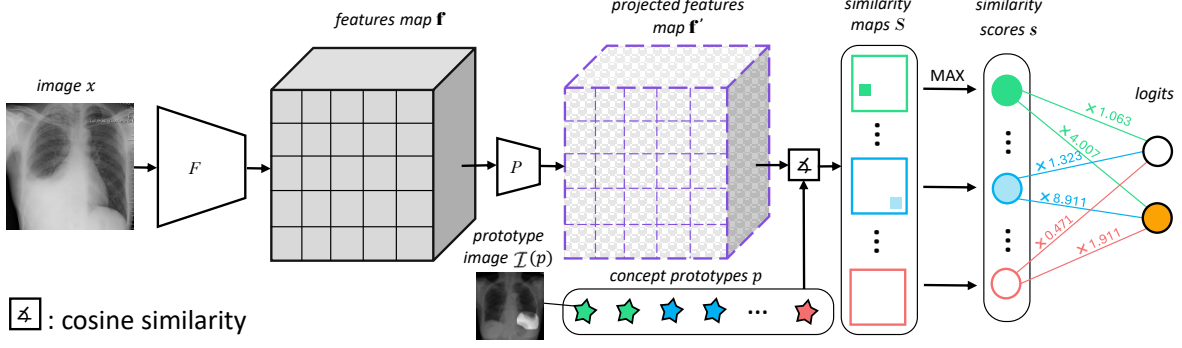 features map f
projected features
map f'
similarity
maps S
similarity
scores s
image x
MAX
logits
F
P
∡
×1.063
×4.007
×1.323
×8.911
×0.471
×1.911
prototype
image I(p)
concept prototypes p
...
∡ : cosine similarity